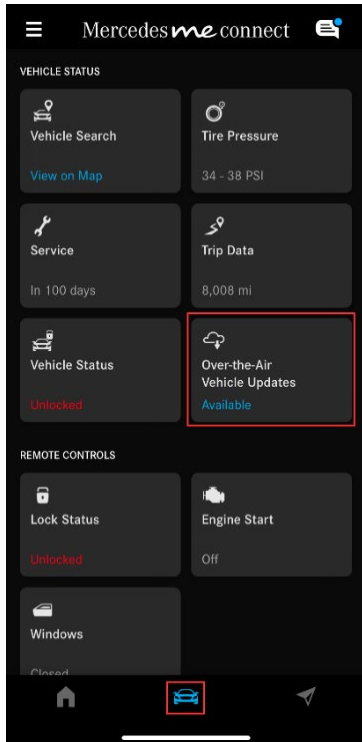 Mercedes me connect
VEHICLE STATUS
Vehicle Search
View on Map
Tire Pressure
34 - 38 PSI
Service
In 100 days
Trip Data
8,008 mi
Vehicle Status
Unlocked
Over-the-Air
Vehicle Updates
Available
REMOTE CONTROLS
Lock Status
Unlocked
Engine Start
Off
Windows
Closed